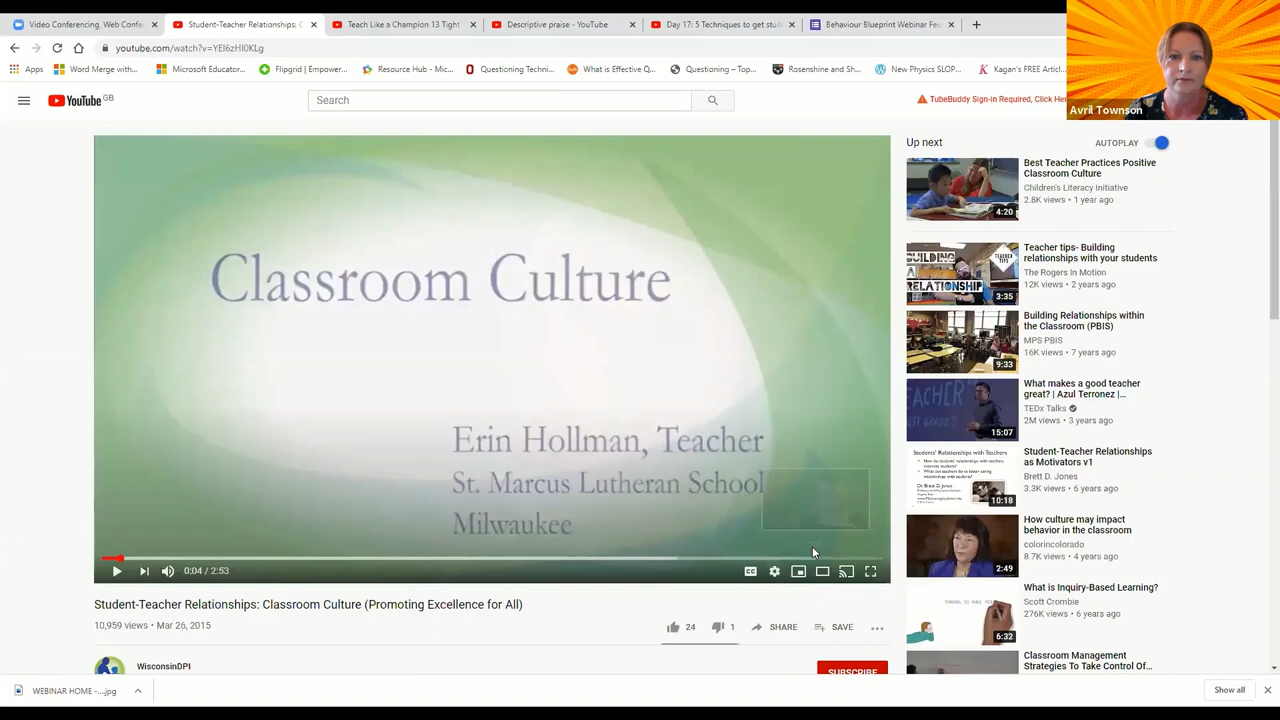 Video Conferencing, Web Confe
Student-Teacher Relationships: C
Teach Like a Champion 13 Tight
Descriptive praise - YouTube
Day 17: 5 Techniques to get stu
Behaviour Blueprint Webinar Fee
youtube.com/watch?v=YEI6zHI0KLg
Apps
Word Merge with...
Microsoft Educator...
Flipgrid | Empower...
Resource Hub - Mic...
Questioning Techni...
What is Effective Q...
Questioning – Top...
Rosenshine and Sh...
New Physics SLOP...
Kagan's FREE Articl...
YouTube GB
Search
TubeBuddy Sign-in Required, Click Her
Avril Townson
Classroom Culture
Erin Hollman, Teacher
Lutheran School
Milwaukee
0:04 / 2:53
Student-Teacher Relationships: Classroom Culture (Promoting Excellence for All)
10,959 views • Mar 26, 2015
24
1
SHARE
SAVE
WisconsinDPI
SUBSCRIBE
Up next
AUTOPLAY
4:20
Best Teacher Practices Positive
Classroom Culture
Children's Literacy Initiative
2.8K views • 1 year ago
BUILDING
A
RELATIONSHIP
TEACHER
TIPS
3:35
Teacher tips- Building
relationships with your students
The Rogers In Motion
12K views • 2 years ago
9:33
Building Relationships within
the Classroom (PBIS)
MPS PBIS
16K views • 7 years ago
15:07
What makes a good teacher
great? | Azul Terronez |...
TEDx Talks
2M views • 3 years ago
Students' Relationships with Teachers
10:18
Student-Teacher Relationships
as Motivators v1
Brett D. Jones
3.3K views • 6 years ago
2:49
How culture may impact
behavior in the classroom
colorincolorado
8.7K views • 4 years ago
6:32
What is Inquiry-Based Learning?
Scott Crombie
276K views • 6 years ago
Classroom Management
Strategies To Take Control Of...
WEBINAR HOME -....jpg
Show all